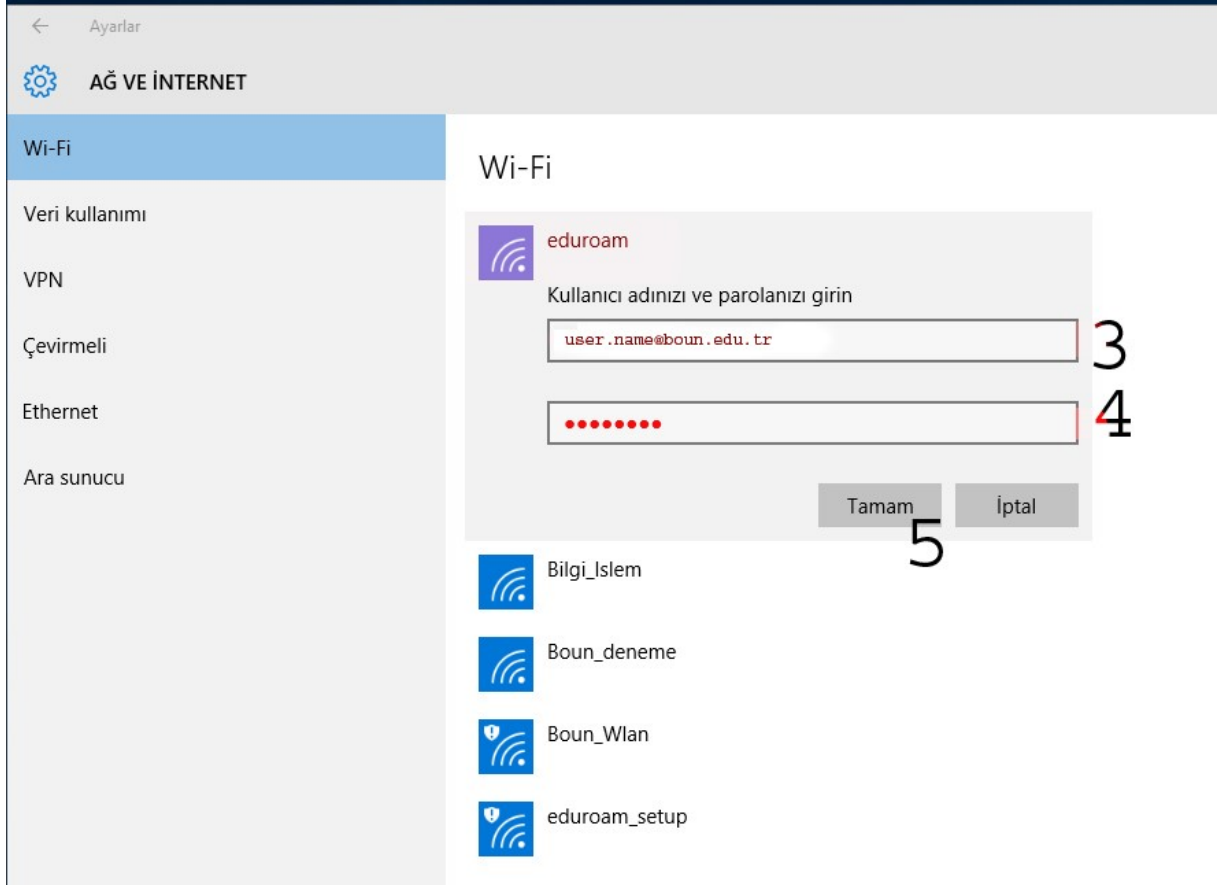 Ayarlar
AĞ VE İNTERNET
Wi-Fi
Veri kullanımı
VPN
Çevirmeli
Ethernet
Ara sunucu
Wi-Fi
eduroam
Kullanıcı adınızı ve parolanızı girin
user.name@boun.edu.tr
3
●●●●●●●●
4
Tamam
İptal
5
Bilgi_Islem
Boun_deneme
Boun_Wlan
eduroam_setup